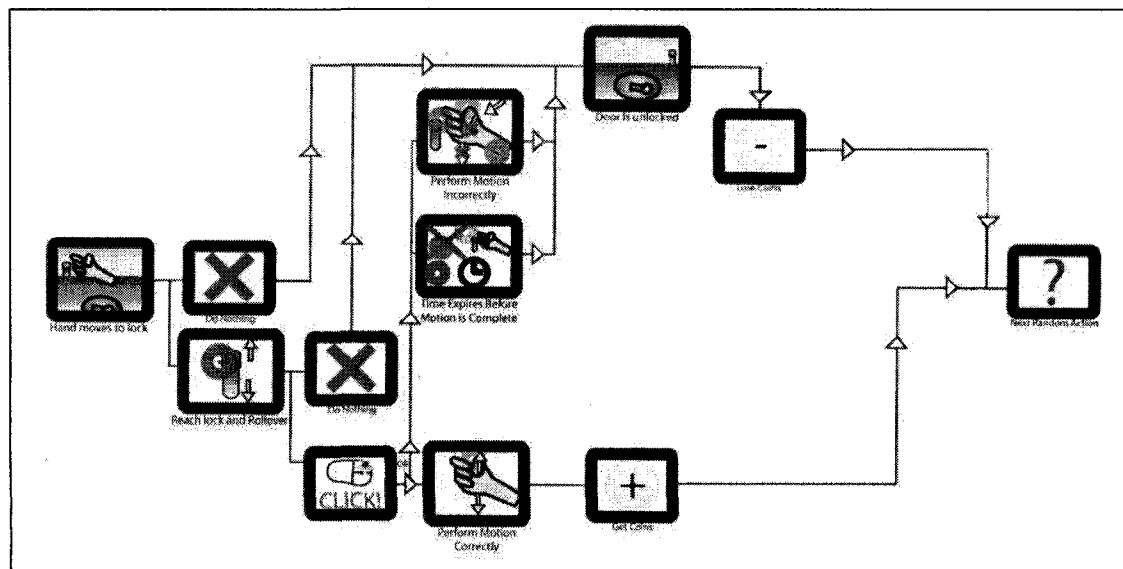 Door is unlocked
-
Lose Coins
Perform Motion
Incorrectly
Hand moves to lock
Do Nothing
Time Expires Before
Motion is Complete
?
Next Random Action
Reach lock and Rollover
Do Nothing
CLICK!
Perform Motion
Correctly
+
Get Coins